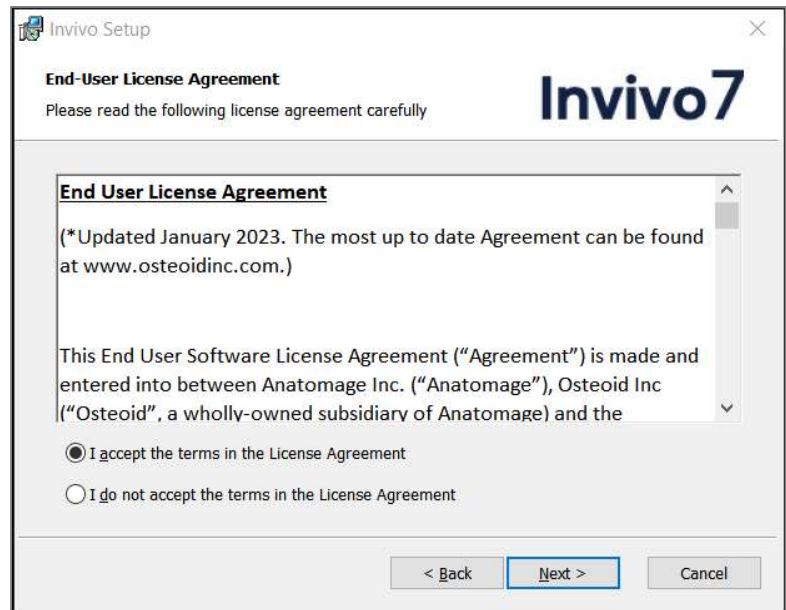 Invivo Setup
End-User License Agreement
Please read the following license agreement carefully
Invivo7
End User License Agreement
(*Updated January 2023. The most up to date Agreement can be found
at www.osteoidinc.com.)
This End User Software License Agreement (“Agreement”) is made and
entered into between Anatomage Inc. (“Anatomage”), Osteoid Inc
(“Osteoid”, a wholly-owned subsidiary of Anatomage) and the
I accept the terms in the License Agreement
I do not accept the terms in the License Agreement
< Back Next > Cancel